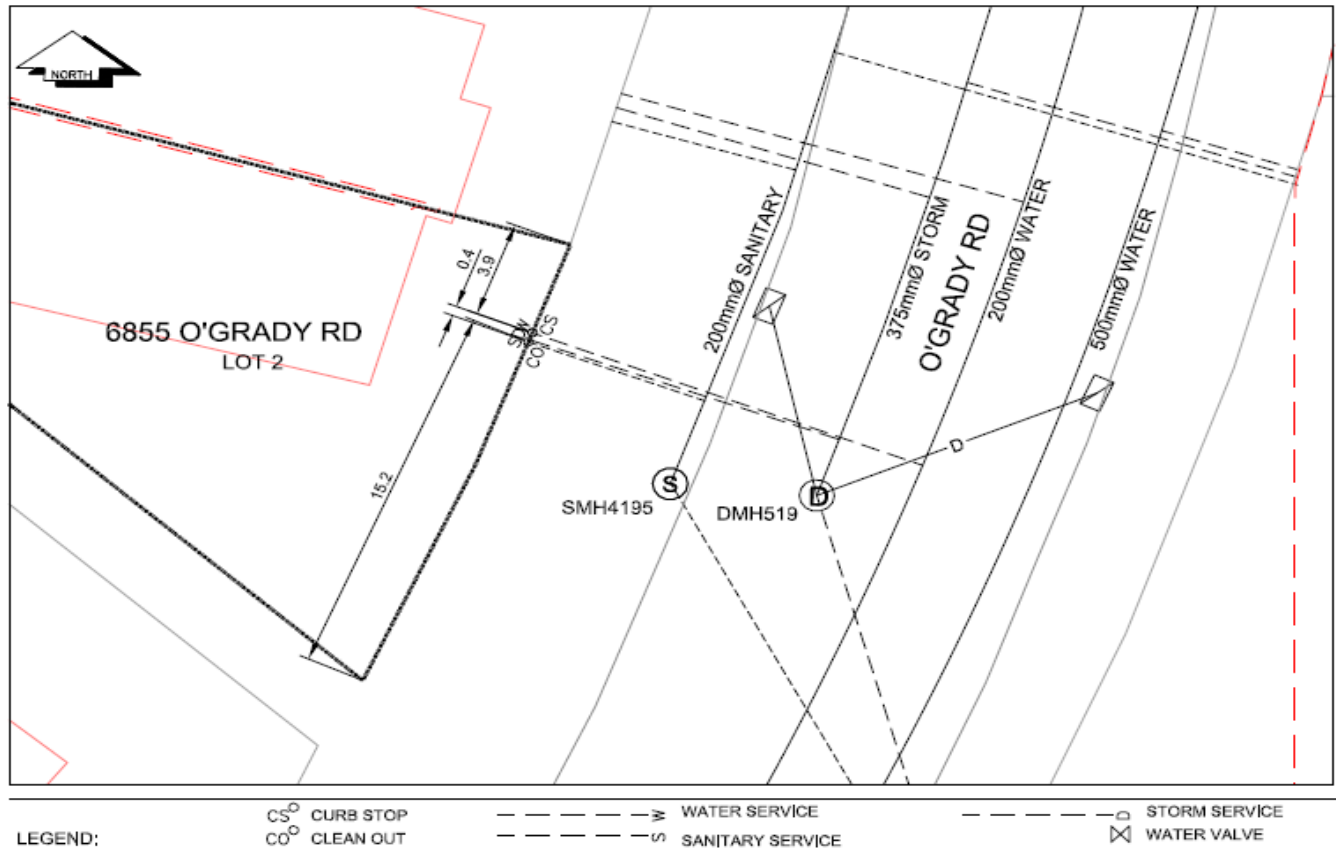 NORTH
6855 O'GRADY RD
LOT 2
0.4
3.9
15.2
W
CS
CO
200mmØ SANITARY
375mmØ STORM
O'GRADY RD
200mmØ WATER
500mmØ WATER
S
SMH4195
D
DMH519
D
LEGEND:
CS CURB STOP
CO CLEAN OUT
W WATER SERVICE
S SANITARY SERVICE
D STORM SERVICE
WATER VALVE